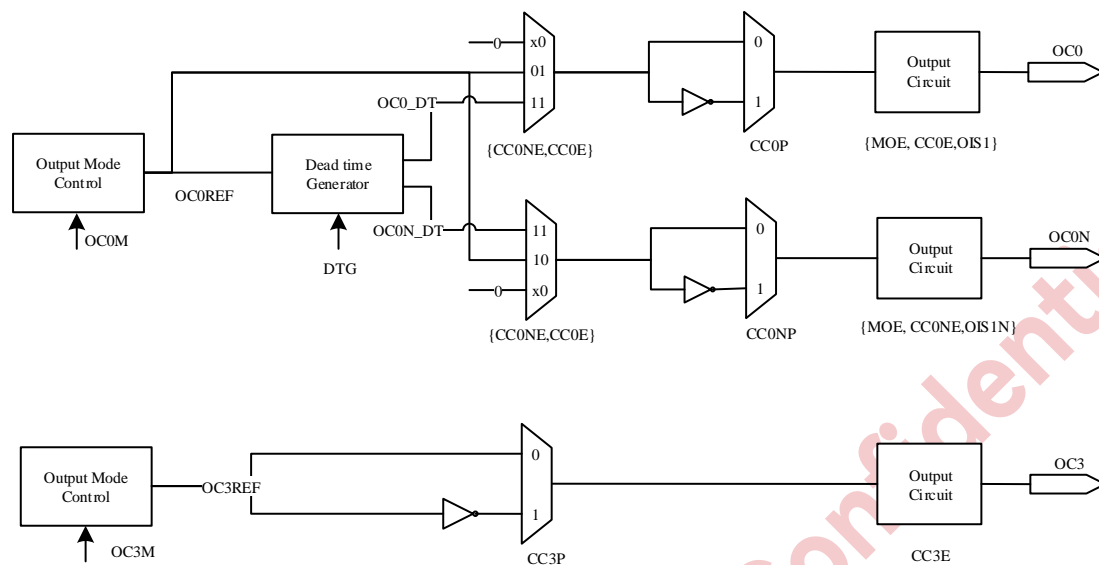 0
x0
01
11
OC0_DT
{CC0NE,CC0E}
0
1
CC0P
Output
Circuit
{MOE, CC0E,OIS1}
OC0
Output Mode
Control
OC0M
OC0REF
Dead time
Generator
DTG
OC0N_DT
11
10
0
x0
{CC0NE,CC0E}
0
1
CC0NP
Output
Circuit
{MOE, CC0NE,OIS1N}
OC0N
Output Mode
Control
OC3M
OC3REF
0
1
CC3P
Output
Circuit
CC3E
OC3